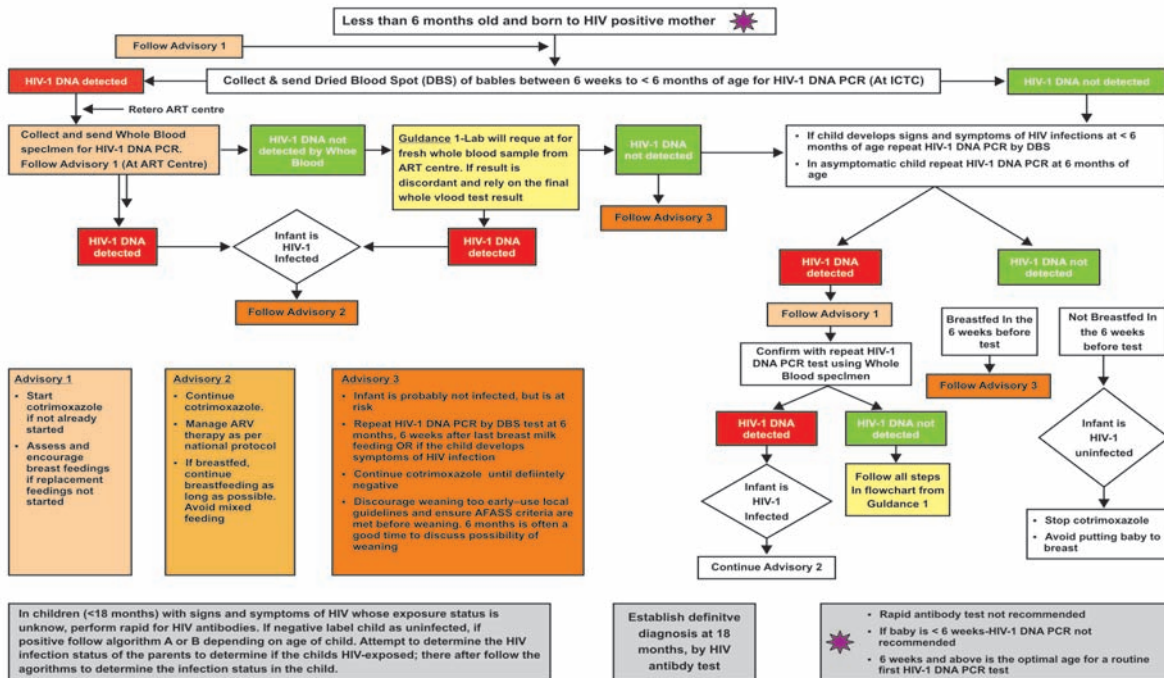 Less than 6 months old and born to HIV positive mother
Follow Advisory 1
HIV-1 DNA
detected
Collect & send Dried Blood Spot (DBS) of bables between 6 weeks to < 6 months of age for HIV-1 DNA PCR (At ICTC)
HIV-1 DNA not detected
Retero ART centre
Collect and send Whole Blood
specImen for HIV-1 DNA PCR.
Follow Advisory 1 (At ART Centre)
HIV-1 DNA not
detected by Whoe
Blood
Guldance 1-Lab will reque at for
fresh whole blood sample from
ART centre. If result is
discordant and rely on the final
whole vlood test result
HIV-1 DNA
not detected
• If child develops signs and symptoms of HIV infections at < 6
months of age repeat HIV-1 DNA PCR by DBS
• In asymptomatic child repeat HIV-1 DNA PCR at 6 months of
age
Follow Advisory 3
HIV-1 DNA
detected
Infant is
HIV-1
Infected
HIV-1 DNA
detected
Follow Advisory 2
HIV-1 DNA
detected
HIV-1 DNA not
detected
Follow Advisory 1
Breastfed In the
6 weeks before
test
Not Breastfed In
the 6 weeks
before test
Confirm with repeat HIV-1
DNA PCR test using Whole
Blood specimen
Follow Advisory 3
HIV-1 DNA
detected
HIV-1 DNA not
detected
Infant is
HIV-1
uninfected
Infant is
HIV-1
Infected
Follow all steps
In flowchart from
Guidance 1
• Stop cotrimoxazole
• Avoid putting baby to
breast
Continue Advisory 2
Advisory 1
• Start
cotrimoxazole
if not already
started
• Assess and
encourage
breast feedings
if replacement
feedings not
started
Advisory 2
• Continue
cotrimoxazole.
• Manage ARV
therapy as per
national protocol
• If breastfed,
continue
breastfeeding as
long as possible.
Avoid mixed
feeding
Advisory 3
• Infant is probably not infected, but is at
risk
• Repeat HIV-1 DNA PCR by DBS test at 6
months, 6 weeks after last breast milk
feeding OR if the child develops
symptoms of HIV infection
• Continue cotrimoxazole until defiintely
negative
• Discourage weaning too early–use local
guidelines and ensure AFASS criteria are
met before weaning. 6 months is often a
good time to discuss possibility of
weaning
In children (<18 months) with signs and symptoms of HIV whose exposure status is
unknow, perform rapid for HIV antibodies. If negative label child as uninfected, if
positive follow algorithm A or B depending on age of child. Attempt to determine the HIV
infection status of the parents to determine if the childs HIV-exposed; there after follow the
agorithms to determine the infection status in the child.
Establish definitve
diagnosis at 18
months, by HIV
antibdy test
• Rapid antibody test not recommended
• If baby is < 6 weeks-HIV-1 DNA PCR not
recommended
• 6 weeks and above is the optimal age for a routine
first HIV-1 DNA PCR test